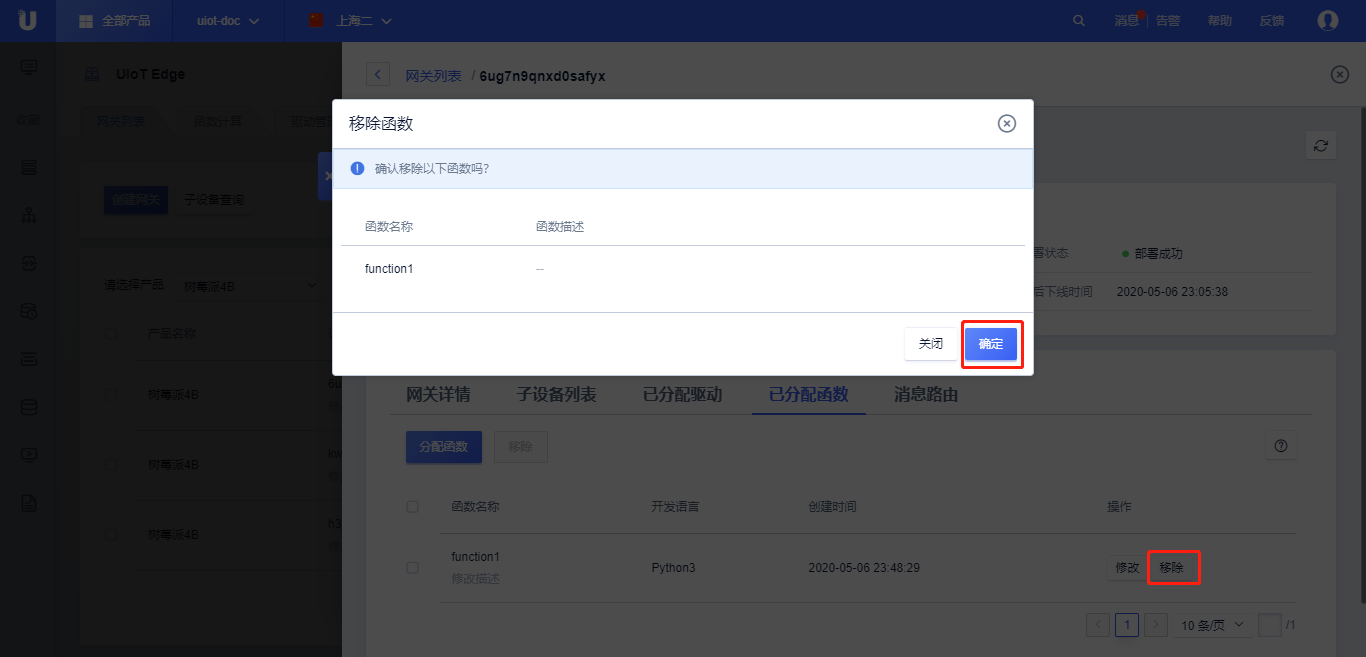 全部产品 uiot-doc 上海二 消息 告警 帮助 反馈
UIoT Edge
网关列表 / 6ug7n9qnxd0safyx
收藏
网关列表 函数计算 驱动管
移除函数
确认移除以下函数吗?
创建网关 子设备查询
函数名称 函数描述
function1 --
署状态 部署成功
请选择产品 树莓派4B
后下线时间 2020-05-06 23:05:38
产品名称
关闭 确定
树莓派4B 6u
网关详情 子设备列表 已分配驱动 已分配函数 消息路由
分配函数 移除
树莓派4B kw
函数名称 开发语言 创建时间 操作
树莓派4B h3
function1
修改描述
Python3 2020-05-06 23:48:29 修改 移除
< 1 > 10 条/页 /1